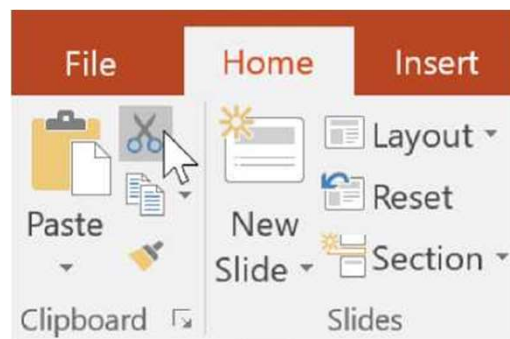 File Home Insert
Paste
New Slide
Layout
Reset
Section
Clipboard
Slides